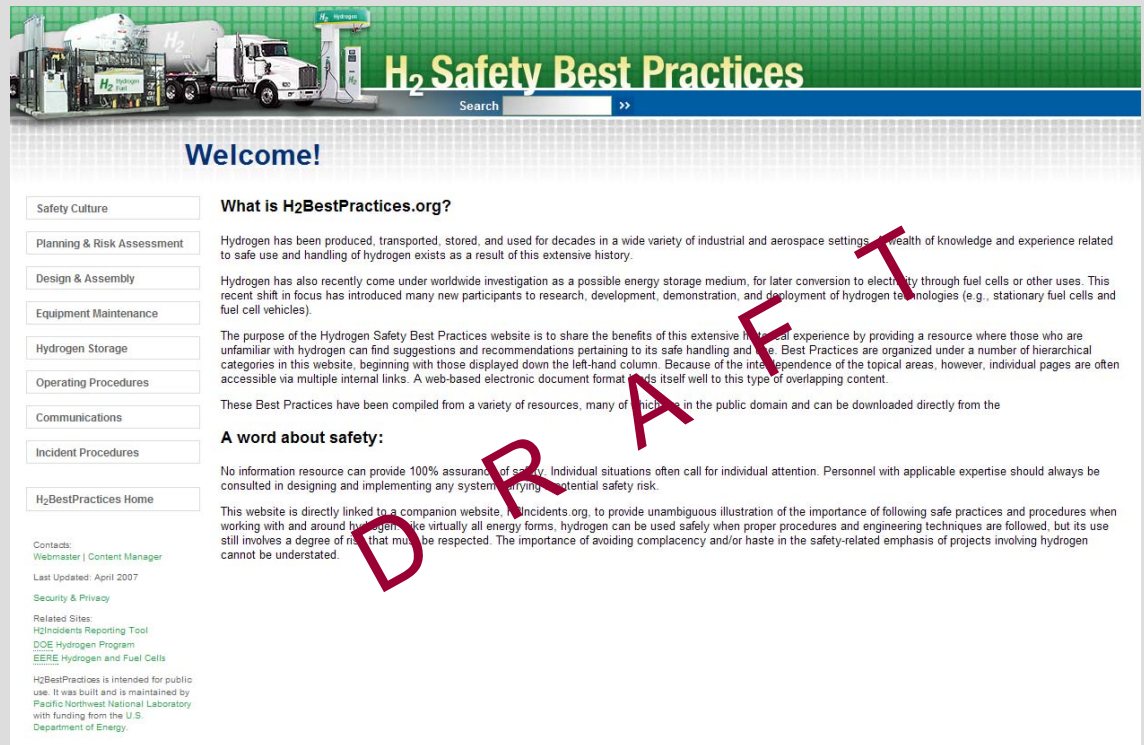 H2 Hydrogen
H2
H2 Hydrogen Fuel
H2
H2 Safety Best Practices
Search >>
Welcome!
Safety Culture
Planning & Risk Assessment
Design & Assembly
Equipment Maintenance
Hydrogen Storage
Operating Procedures
Communications
Incident Procedures
H2BestPractices Home
Contacts:
Webmaster | Content Manager
Last Updated: April 2007
Security & Privacy
Related Sites:
H2Incidents Reporting Tool
DOE Hydrogen Program
EERE Hydrogen and Fuel Cells
H2BestPractices is intended for public
use. It was built and is maintained by
Pacific Northwest National Laboratory
with funding from the U.S.
Department of Energy.
What is H2BestPractices.org?
Hydrogen has been produced, transported, stored, and used for decades in a wide variety of industrial and aerospace settings. A wealth of knowledge and experience related
to safe use and handling of hydrogen exists as a result of this extensive history.
Hydrogen has also recently come under worldwide investigation as a possible energy storage medium, for later conversion to electricity through fuel cells or other uses. This
recent shift in focus has introduced many new participants to research, development, demonstration, and deployment of hydrogen technologies (e.g., stationary fuel cells and
fuel cell vehicles).
The purpose of the Hydrogen Safety Best Practices website is to share the benefits of this extensive historical experience by providing a resource where those who are
unfamiliar with hydrogen can find suggestions and recommendations pertaining to its safe handling and use. Best Practices are organized under a number of hierarchical
categories in this website, beginning with those displayed down the left-hand column. Because of the interdependence of the topical areas, however, individual pages are often
accessible via multiple internal links. A web-based electronic document format lends itself well to this type of overlapping content.
These Best Practices have been compiled from a variety of resources, many of which are in the public domain and can be downloaded directly from the
A word about safety:
No information resource can provide 100% assurance of safety. Individual situations often call for individual attention. Personnel with applicable expertise should always be
consulted in designing and implementing any system carrying a potential safety risk.
This website is directly linked to a companion website, H2Incidents.org, to provide unambiguous illustration of the importance of following safe practices and procedures when
working with and around hydrogen. Like virtually all energy forms, hydrogen can be used safely when proper procedures and engineering techniques are followed, but its use
still involves a degree of risk that must be respected. The importance of avoiding complacency and/or haste in the safety-related emphasis of projects involving hydrogen
cannot be understated.
DRAFT